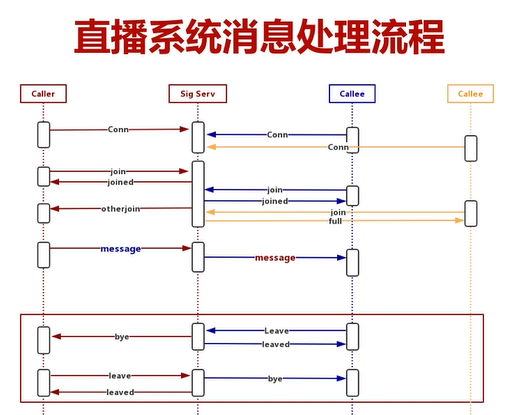 直播系统消息处理流程
Caller Sig Serv Callee Callee
Conn Conn
Conn
join
joined
join
joined
otherjoin
join
full
message message
Leave
bye
leaved
leave bye
leaved